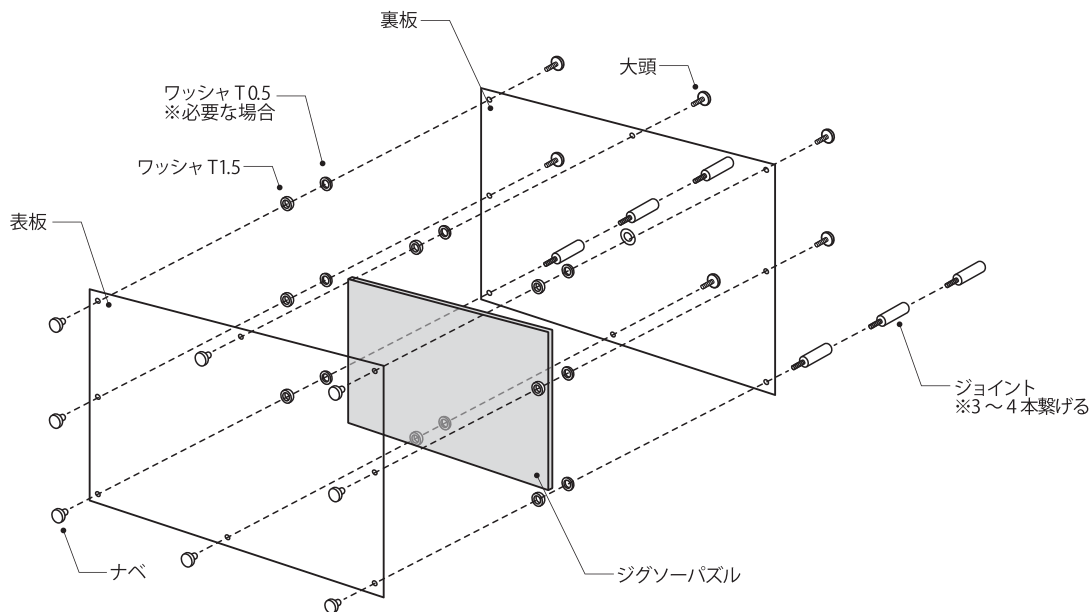 裏板
大頭
ワッシャ T0.5
※必要な場合
ワッシャ T1.5
表板
ジョイント
※3〜4本繋げる
ナベ
ジグソーパズル